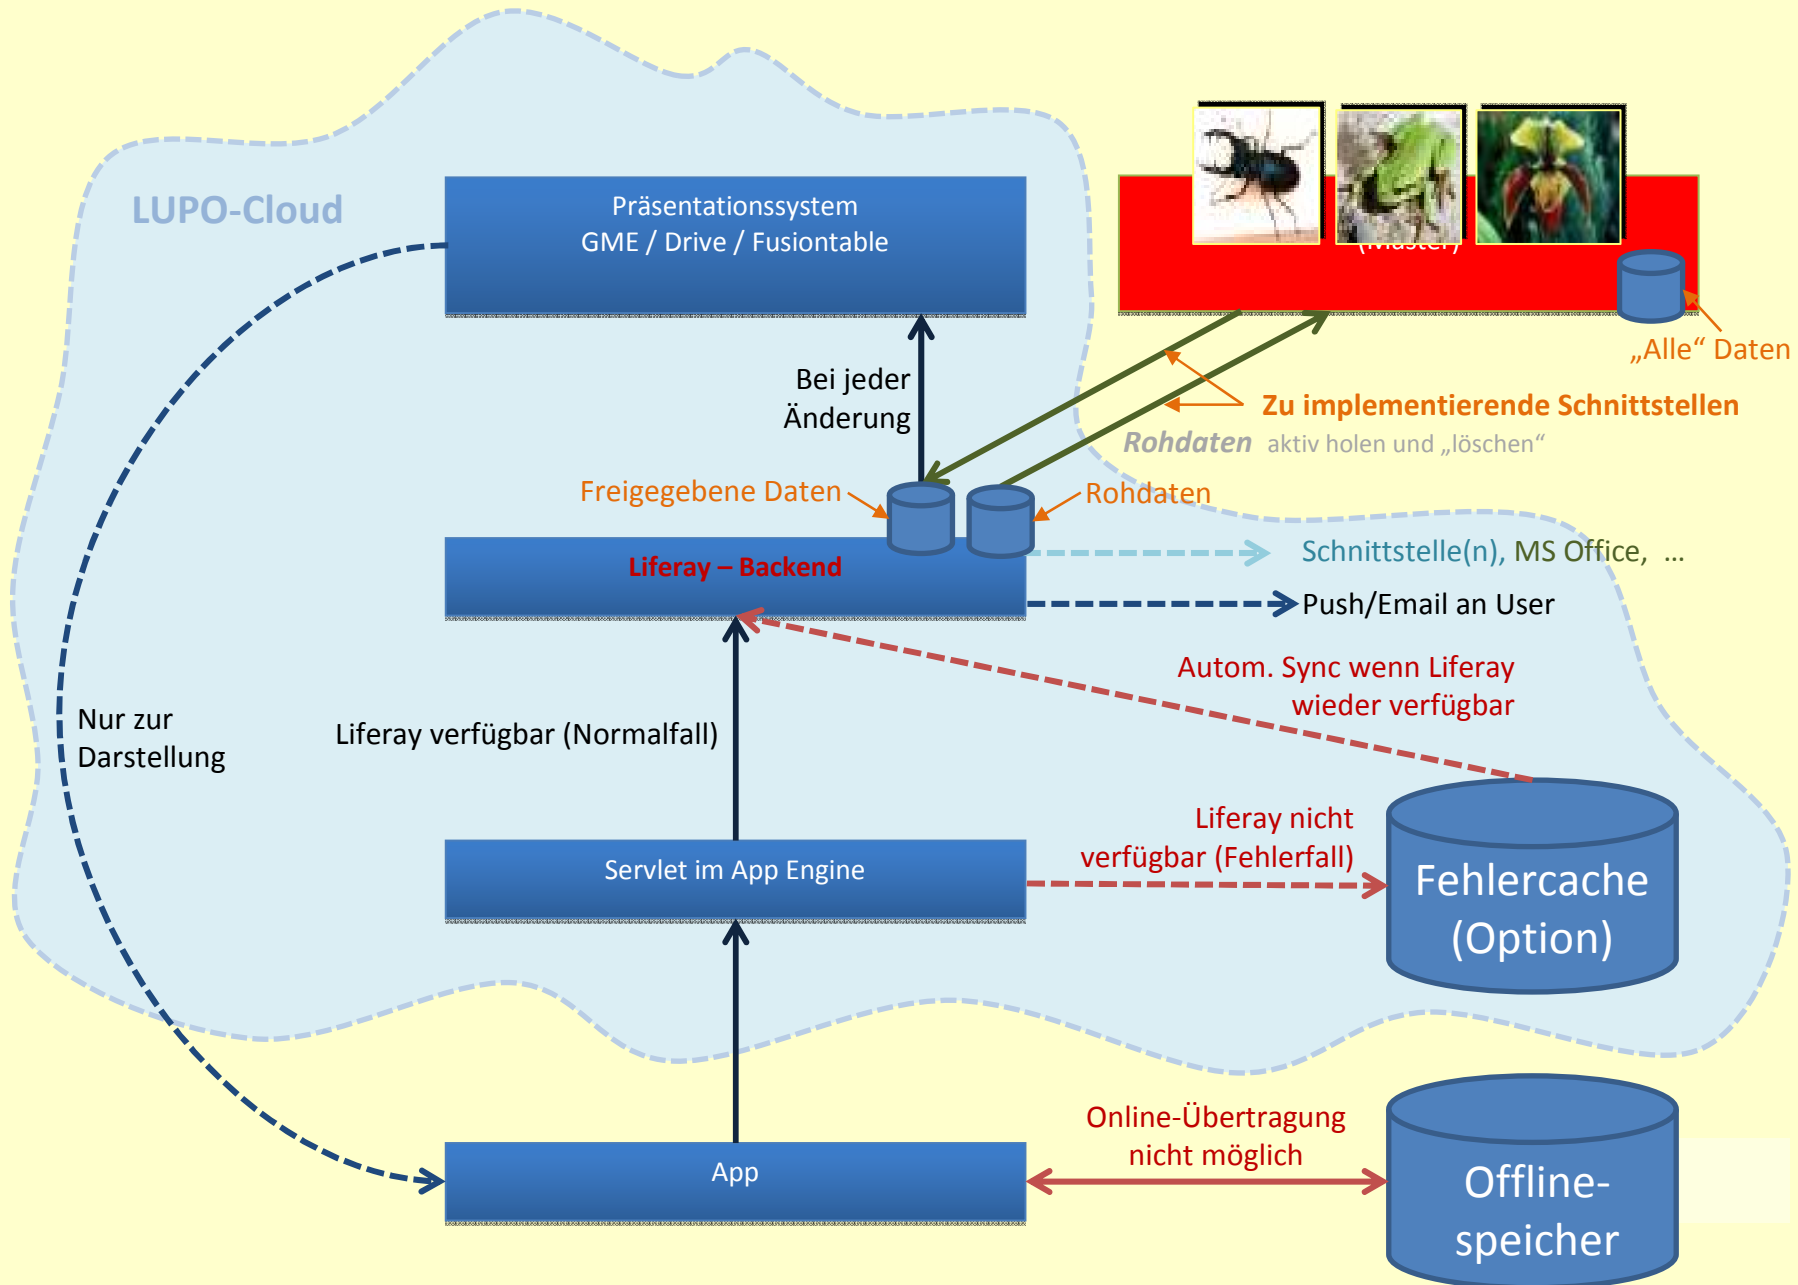 LUPO-Cloud
Präsentationssystem
GME / Drive / Fusiontable
(Master)
„Alle“ Daten
Bei jeder
Änderung
Zu implementierende Schnittstellen
Rohdaten aktiv holen und „löschen“
Freigegebene Daten
Rohdaten
Liferay – Backend
Schnittstelle(n), MS Office, …
Push/Email an User
Autom. Sync wenn Liferay
wieder verfügbar
Nur zur
Darstellung
Liferay verfügbar (Normalfall)
Liferay nicht
verfügbar (Fehlerfall)
Servlet im App Engine
Fehlercache
(Option)
Online-Übertragung
nicht möglich
App
Offline-
speicher